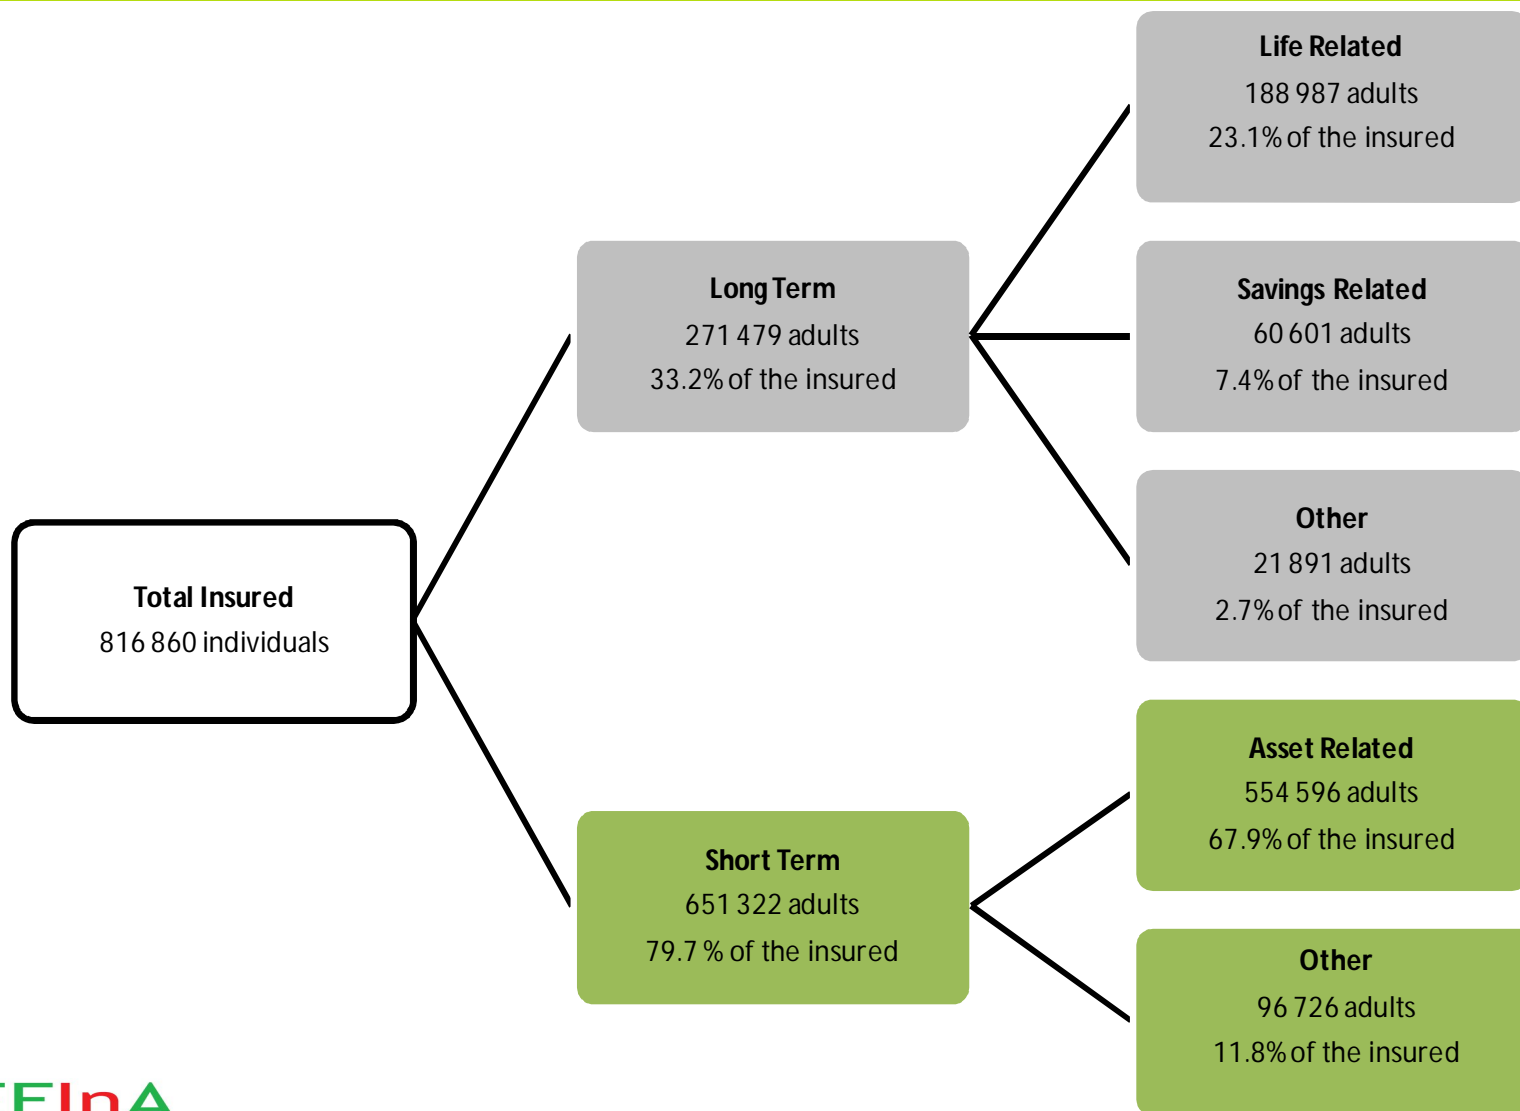 Life Related
188 987 adults
23.1% of the insured
Long Term
271 479 adults
33.2% of the insured
Savings Related
60 601 adults
7.4% of the insured
Other
21 891 adults
2.7% of the insured
Total Insured
816 860 individuals
Asset Related
554 596 adults
67.9% of the insured
Short Term
651 322 adults
79.7 % of the insured
Other
96 726 adults
11.8% of the insured
EFInA